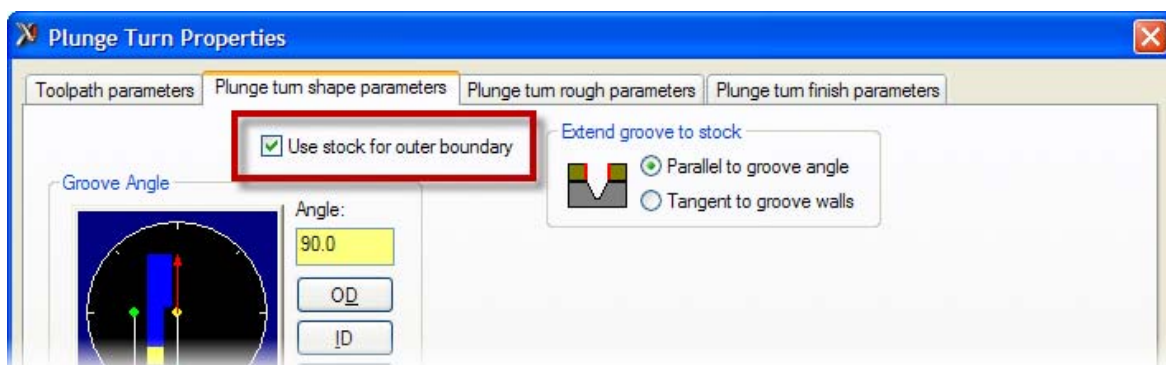 Plunge Turn Properties
Toolpath parameters
Plunge turn shape parameters
Plunge turn rough parameters
Plunge turn finish parameters
Use stock for outer boundary
Extend groove to stock
Parallel to groove angle
Tangent to groove walls
Groove Angle
Angle:
90.0
OD
ID